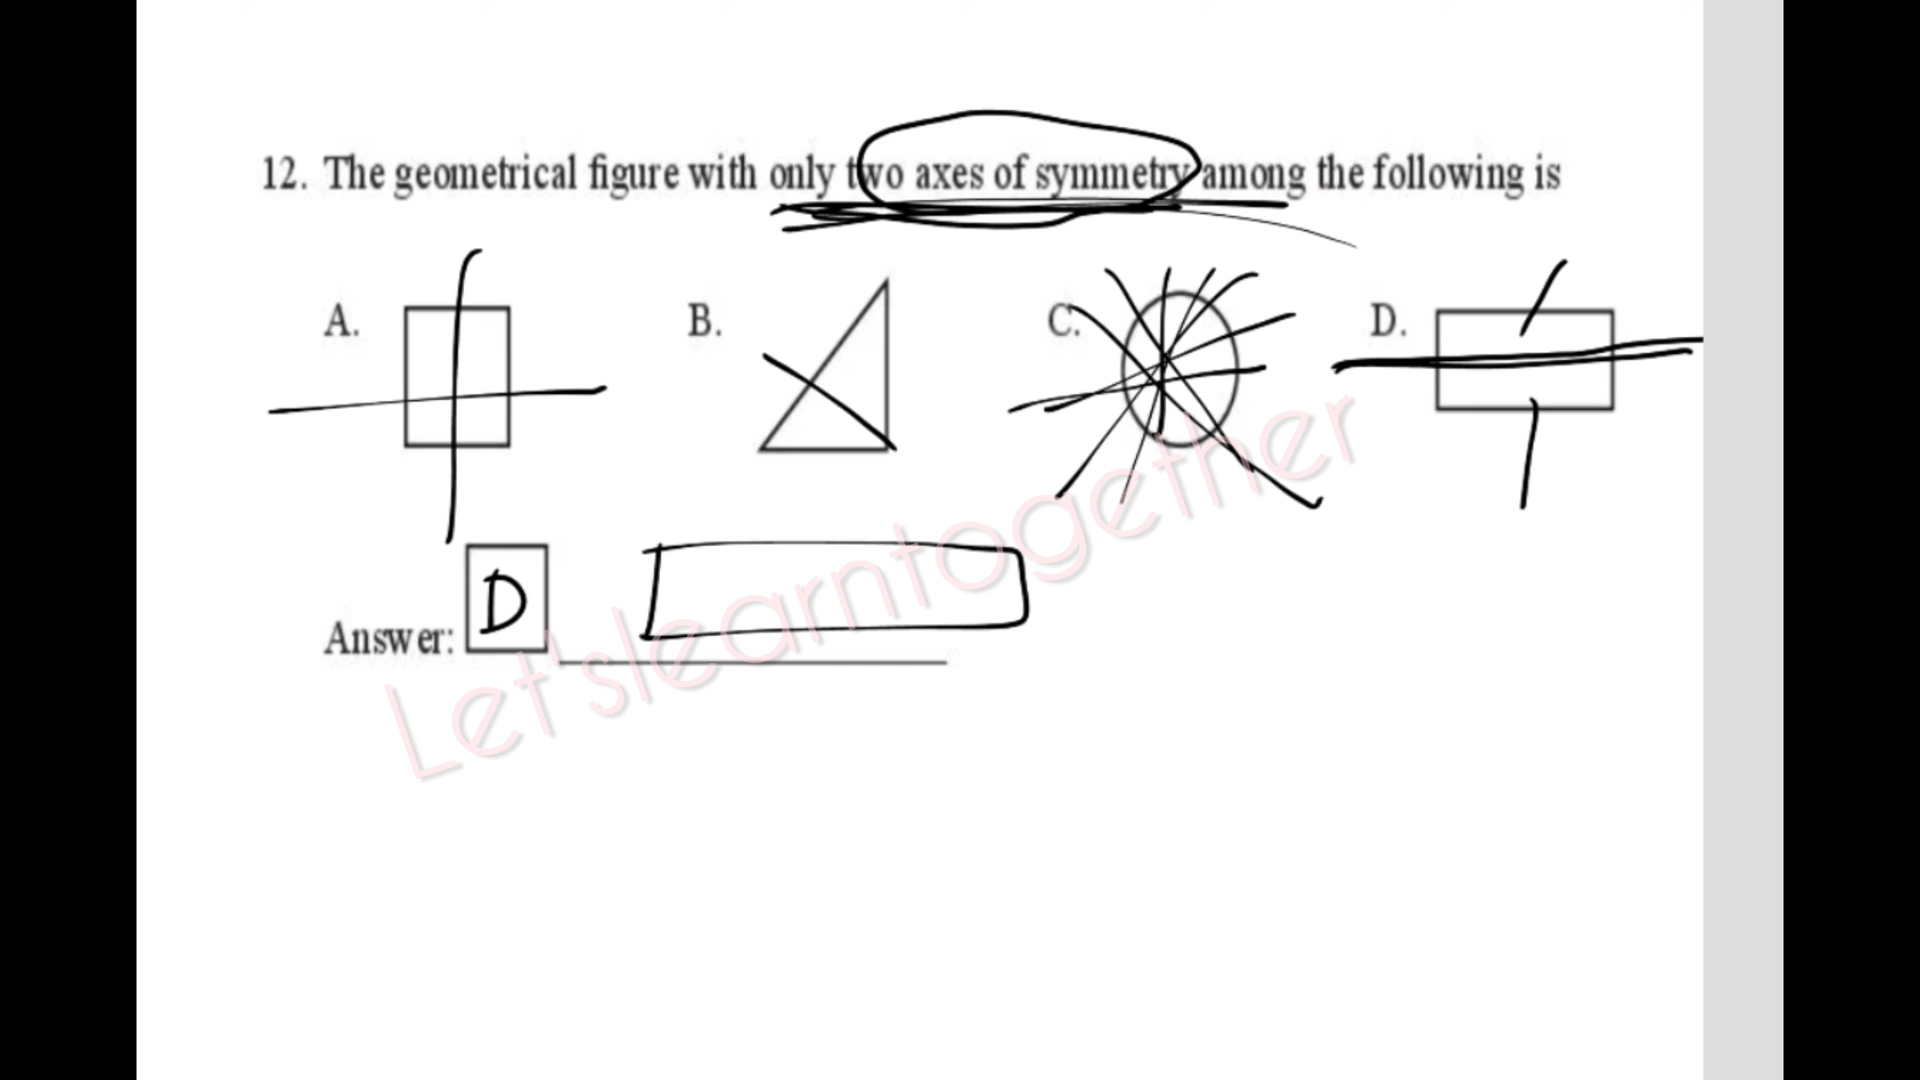 12. The geometrical figure with only two axes of symmetry among the following is
A. B. C. D.
Answer: D
Let'slearntogether